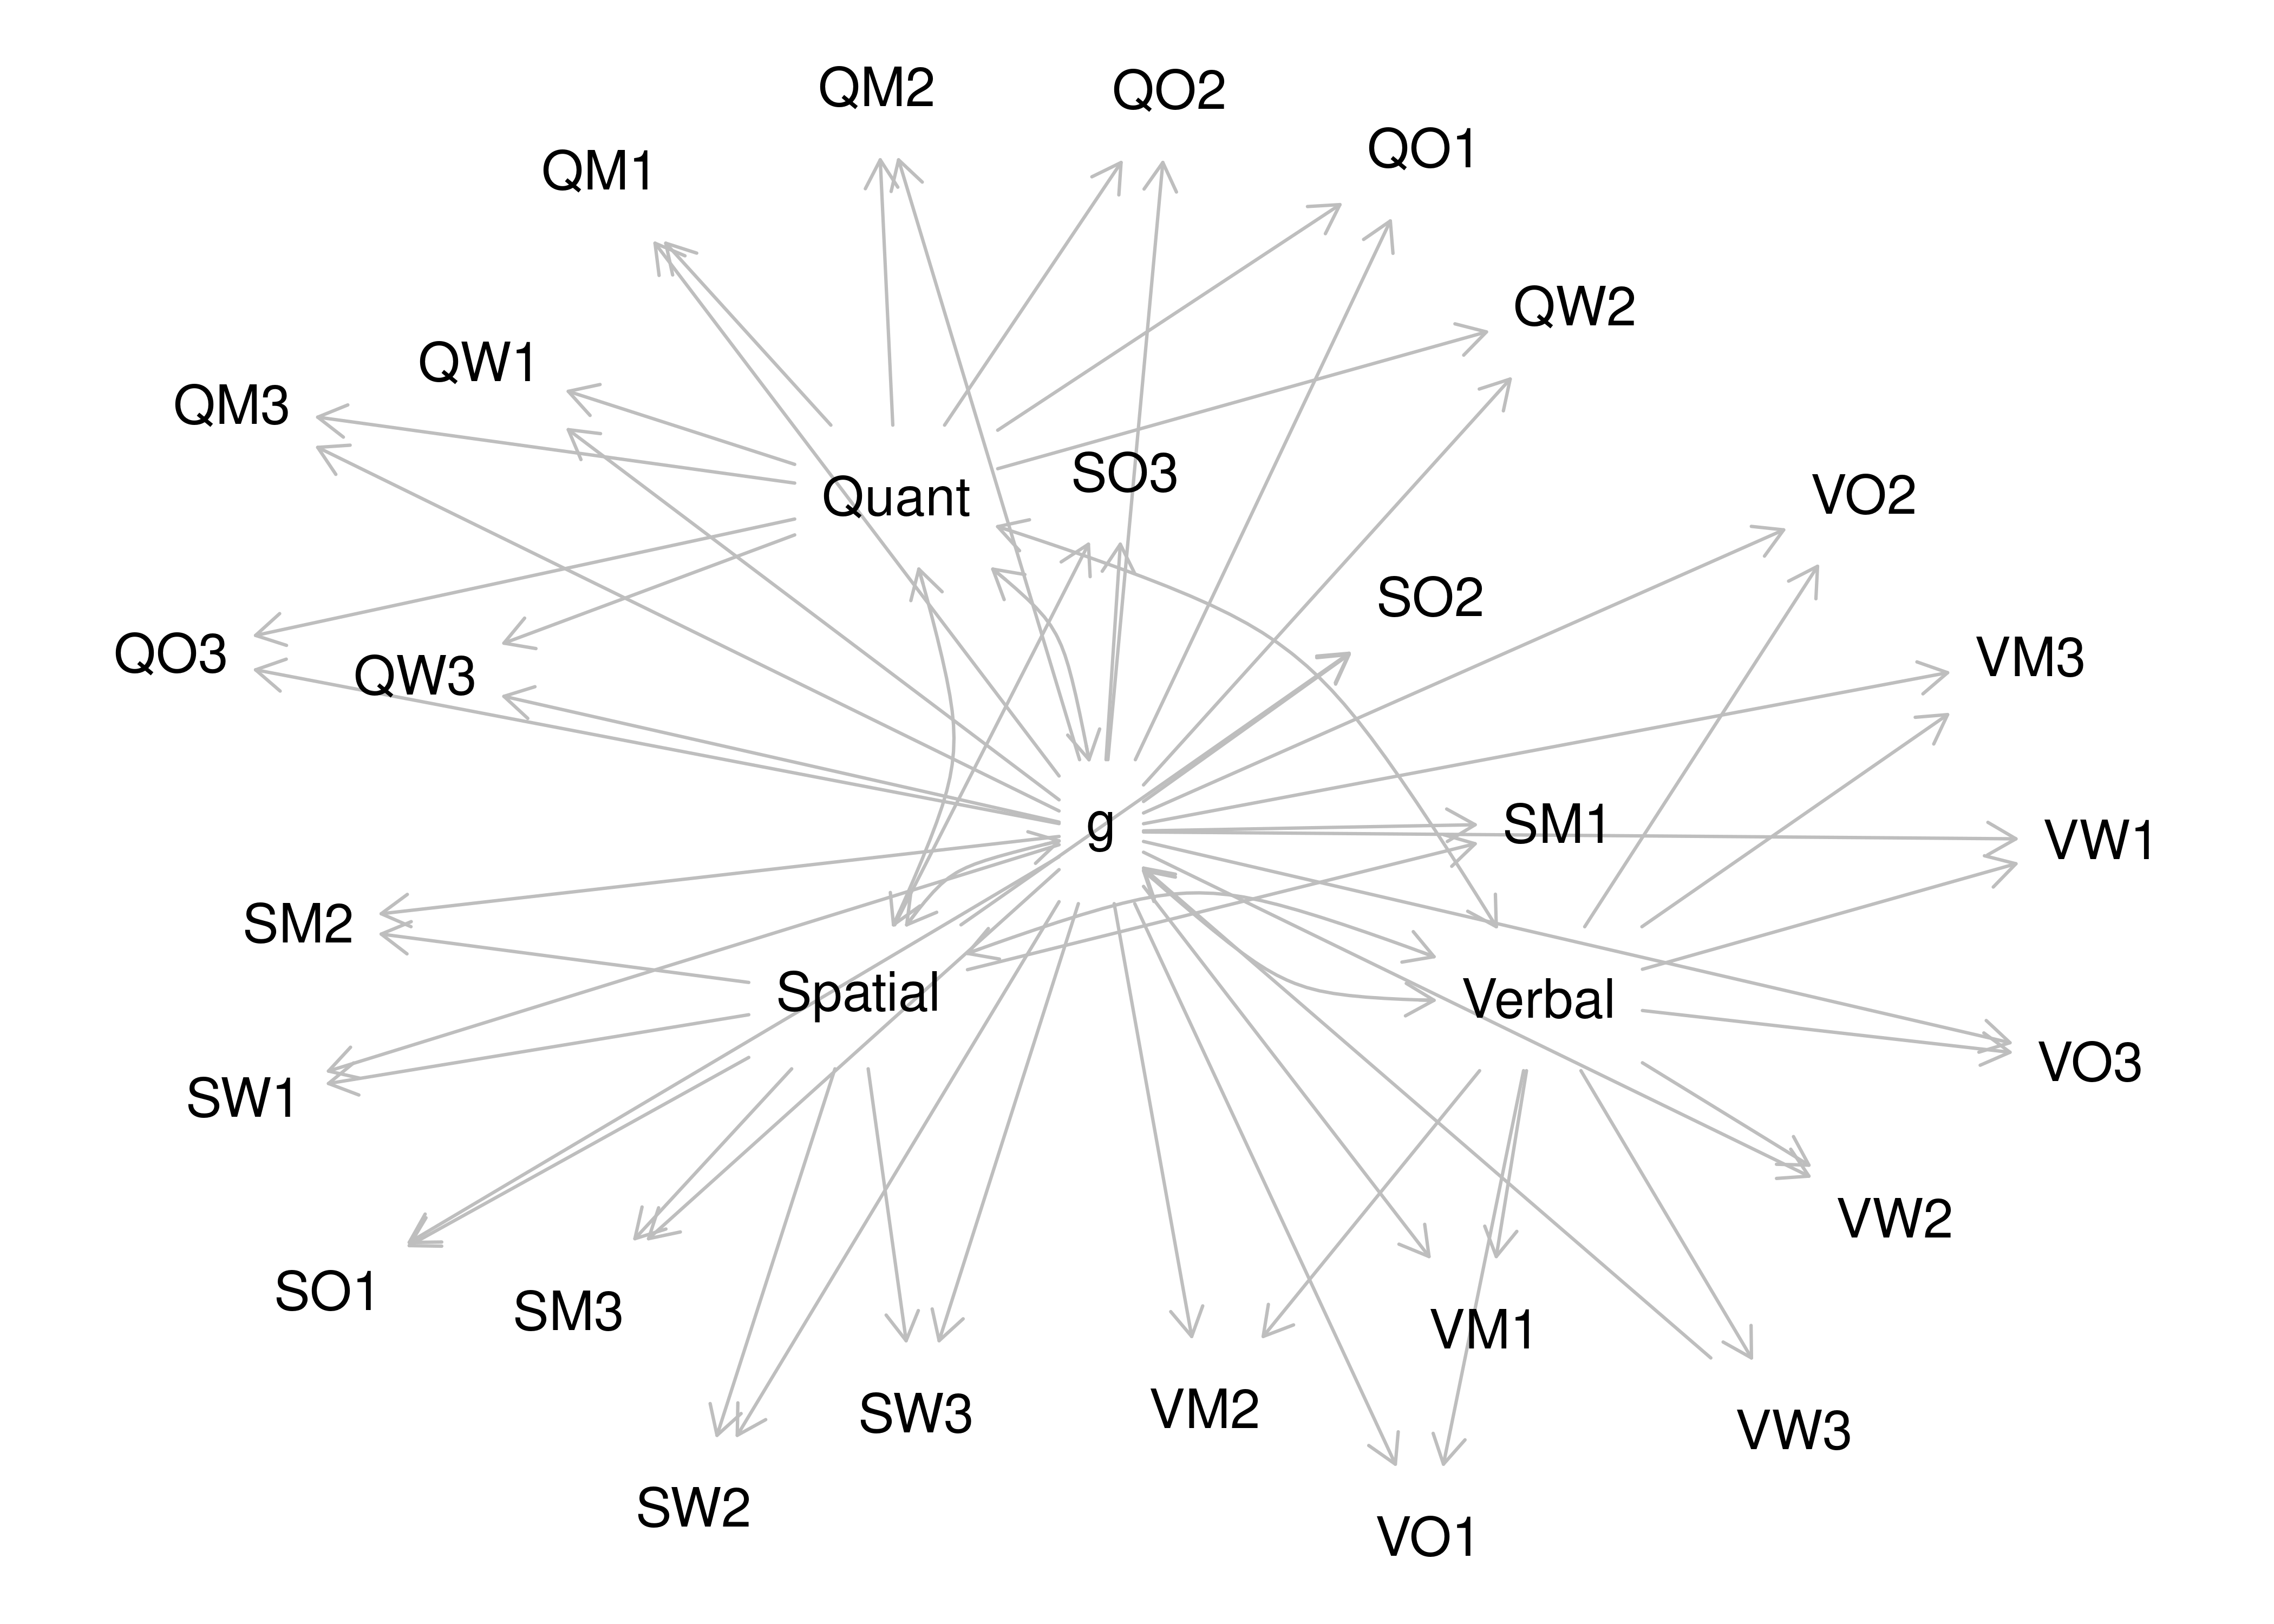 QM2
QO2
QO1
QM1
QW2
QW1
QM3
SO3
Quant
VO2
SO2
QO3
VM3
QW3
g
SM1
VW1
SM2
Spatial
Verbal
VO3
SW1
VW2
SO1
SM3
VM1
SW3
VM2
VW3
SW2
VO1